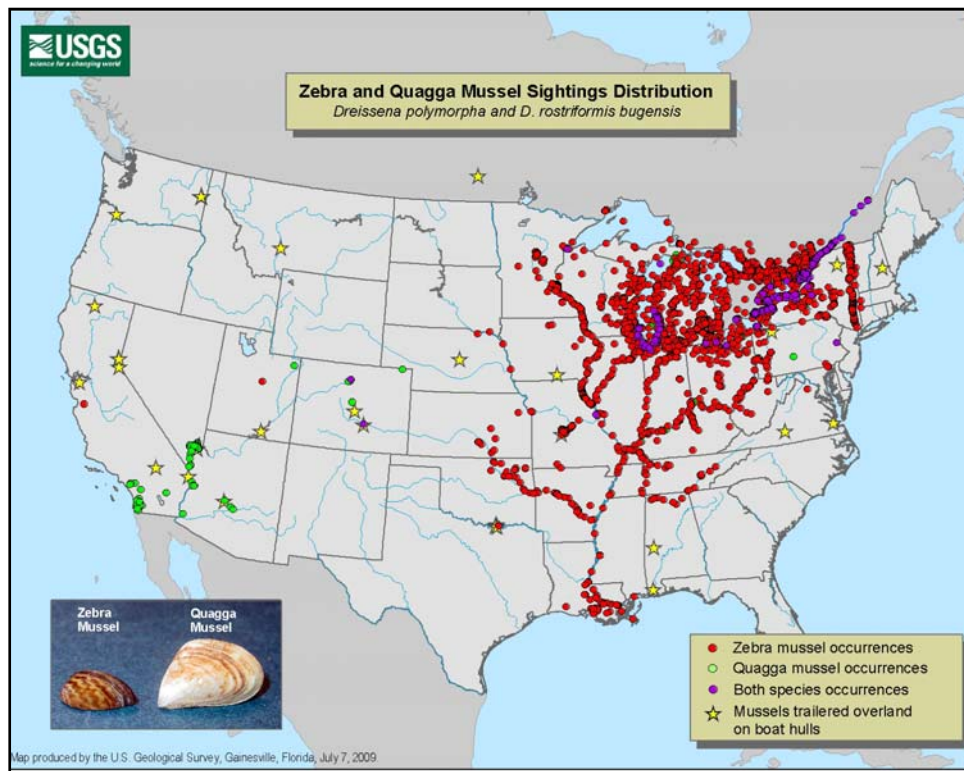 USGS
science for a changing world
Zebra and Quagga Mussel Sightings Distribution
Dreissena polymorpha and D. rostriformis bugensis
Zebra
Mussel
Quagga
Mussel
Zebra mussel occurrences
Quagga mussel occurrences
Both species occurrences
Mussels trailered overland
on boat hulls
Map produced by the U.S. Geological Survey, Gainesville, Florida, July 7, 2009